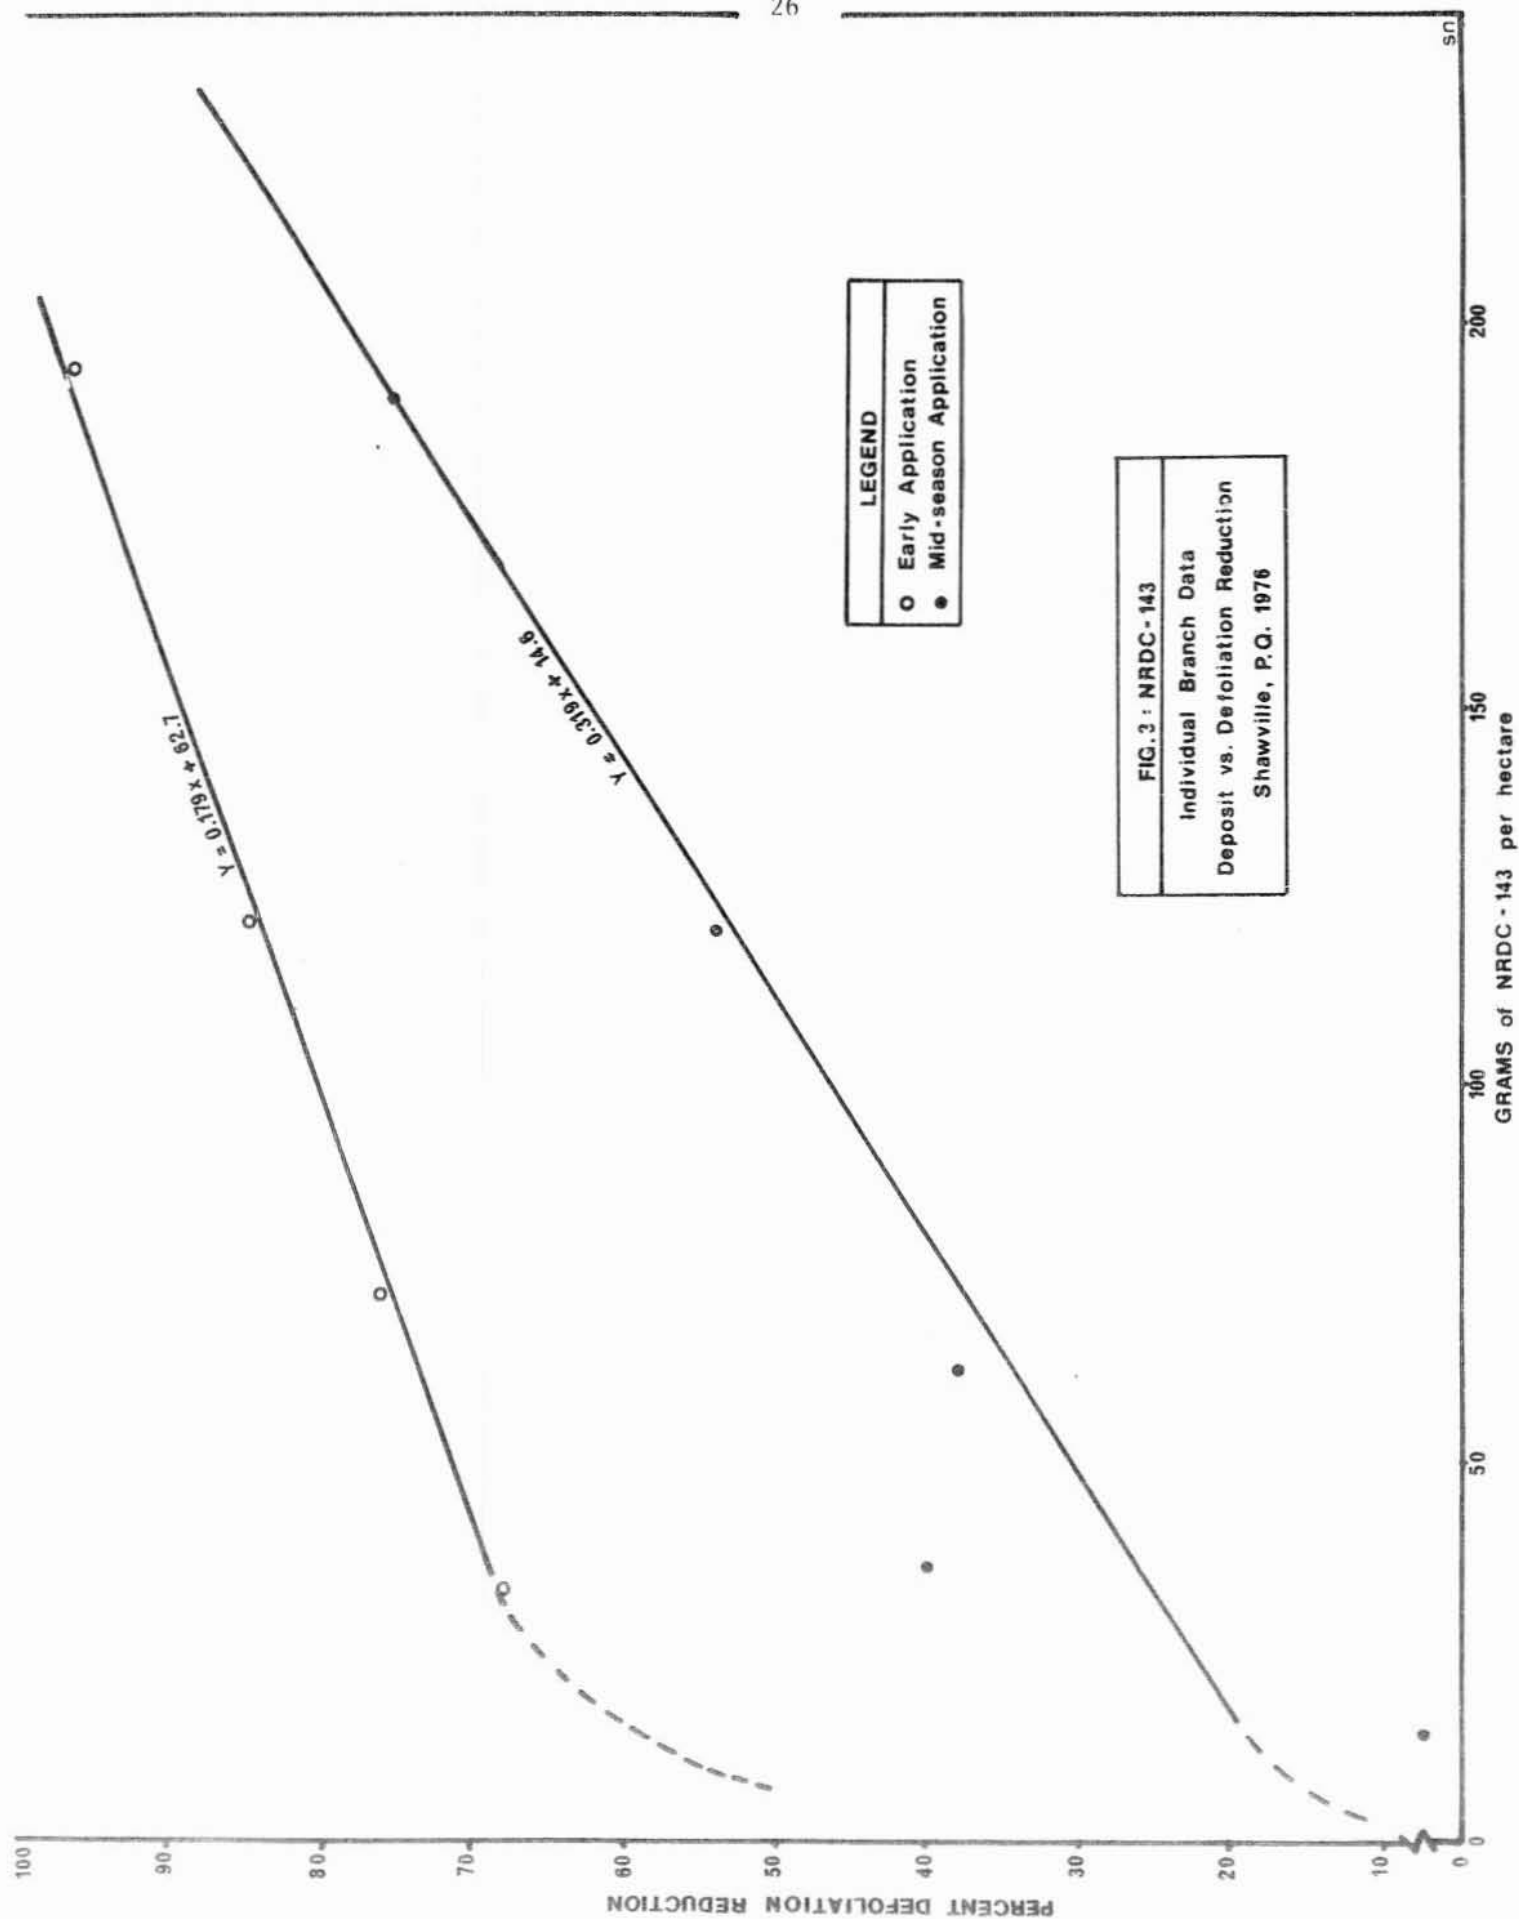 26
sn
PERCENT DEFOLIATION REDUCTION
100
90
80
70
60
50
40
30
20
10
0
Y = 0.179x + 62.7
Y = 0.319x + 14.6
LEGEND
o Early Application
● Mid-season Application
FIG. 3 : NRDC-143
Individual Branch Data
Deposit vs. Defoliation Reduction
Shawville, P.Q. 1976
0
50
100
150
200
GRAMS of NRDC - 143 per hectare